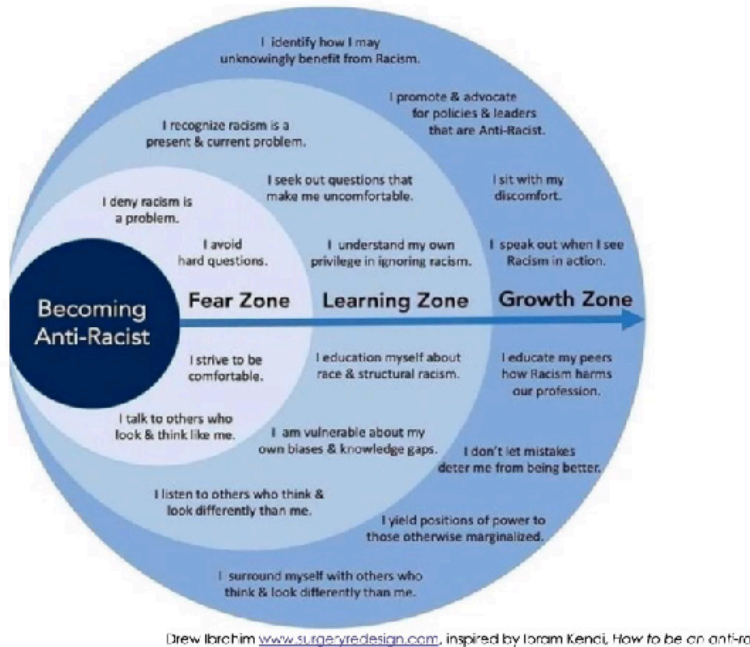 I identify how I may
unknowingly benefit from Racism.
I promote & advocate
for policies & leaders
that are Anti-Racist.
I recognize racism is a
present & current problem.
I seek out questions that
make me uncomfortable.
I sit with my
discomfort.
I deny racism is
a problem.
I avoid
hard questions.
I understand my own
privilege in ignoring racism.
I speak out when I see
Racism in action.
Becoming
Anti-Racist
Fear Zone
Learning Zone
Growth Zone
I strive to be
comfortable.
I education myself about
race & structural racism.
I educate my peers
how Racism harms
our profession.
I talk to others who
look & think like me.
I am vulnerable about my
own biases & knowledge gaps.
I don't let mistakes
deter me from being better.
I listen to others who think &
look differently than me.
I yield positions of power to
those otherwise marginalized.
I surround myself with others who
think & look differently than me.
Drew Ibrahim www.surgeryredesign.com, inspired by Ibram Kendi, How to be an anti-ra